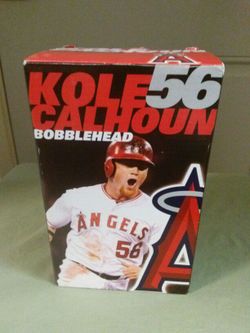 KOLE 56
CALHOUN
BOBBLEHEAD
ANGELS
56
A